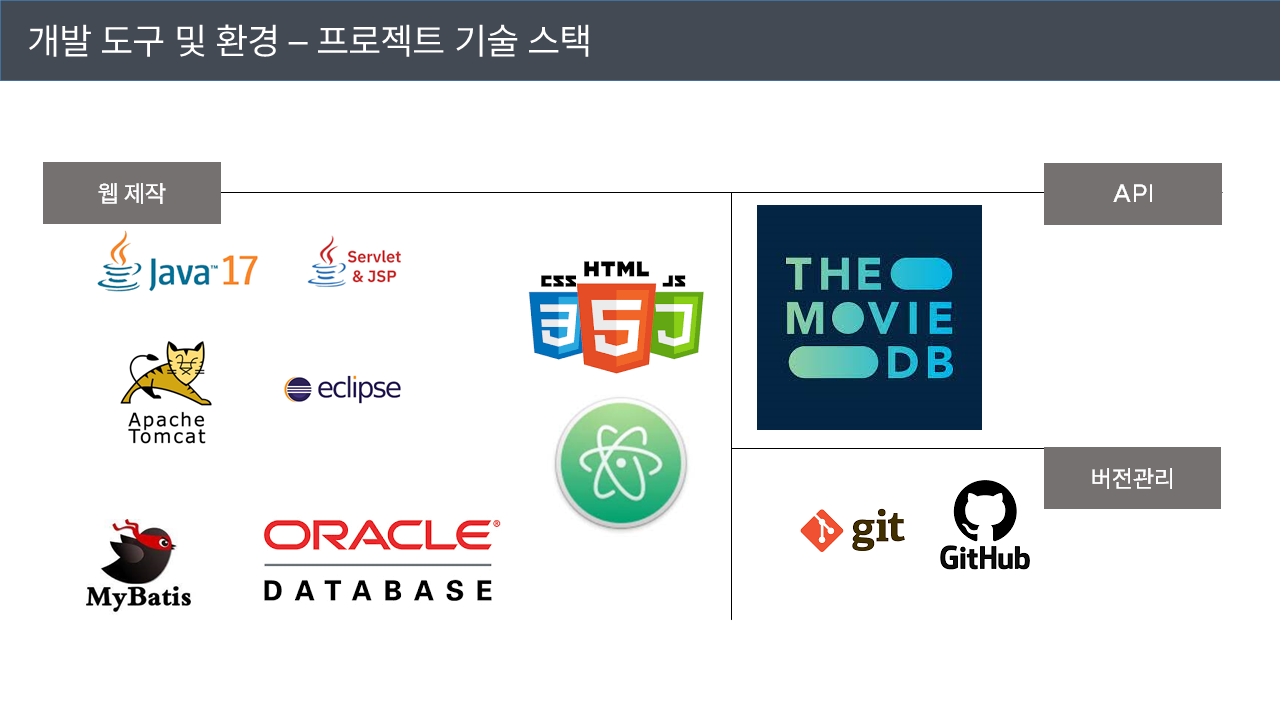 개발 도구 및 환경 – 프로젝트 기술 스택
웹 제작
Java™ 17
Servlet
& JSP
CSS HTML JS
3 5 J
Apache
Tomcat
eclipse
MyBatis
ORACLE®
DATABASE
API
THE
MOVIE
DB
버전관리
git
GitHub